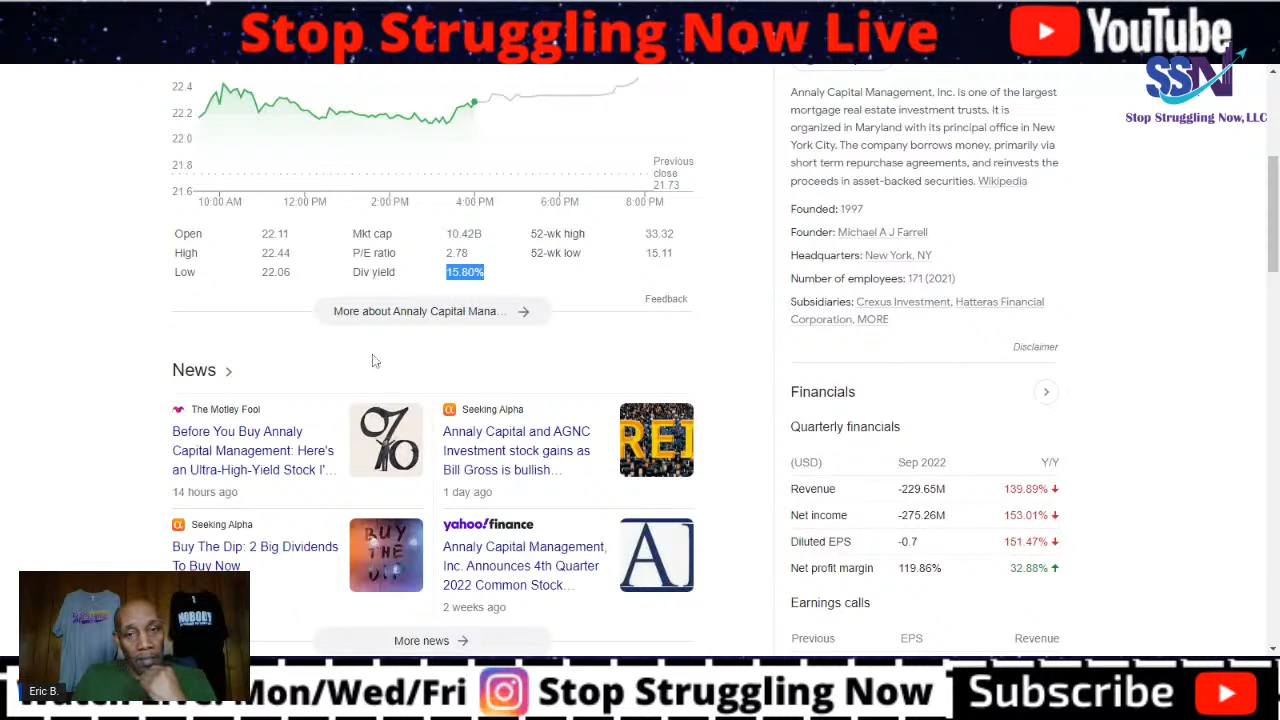 Stop Struggling Now Live
YouTube
SSN
Stop Struggling Now, LLC
22.4
22.2
22.0
21.8
21.6
Previous
close
21.73
10:00 AM 12:00 PM 2:00 PM 4:00 PM 6:00 PM 8:00 PM
Open 22.11 Mkt cap 10.42B 52-wk high 33.32
High 22.44 P/E ratio 2.78 52-wk low 15.11
Low 22.06 Div yield 15.80%
Feedback
More about Annaly Capital Mana...
News
The Motley Fool
Before You Buy Annaly
Capital Management: Here's
an Ultra-High-Yield Stock I'...
14 hours ago
Seeking Alpha
Annaly Capital and AGNC
Investment stock gains as
Bill Gross is bullish...
1 day ago
REI
Seeking Alpha
Buy The Dip: 2 Big Dividends
To Buy Now
BUY
THE
DIP
yahoo!finance
Annaly Capital Management,
Inc. Announces 4th Quarter
2022 Common Stock...
2 weeks ago
More news
Annaly Capital Management, Inc. is one of the largest
mortgage real estate investment trusts. It is
organized in Maryland with its principal office in New
York City. The company borrows money, primarily via
short term repurchase agreements, and reinvests the
proceeds in asset-backed securities. Wikipedia
Founded: 1997
Founder: Michael A J Farrell
Headquarters: New York, NY
Number of employees: 171 (2021)
Subsidiaries: Crexus Investment, Hatteras Financial
Corporation, MORE
Disclaimer
Financials
Quarterly financials
(USD) Sep 2022 Y/Y
Revenue -229.65M 139.89%
Net income -275.26M 153.01%
Diluted EPS -0.7 151.47%
Net profit margin 119.86% 32.88%
Earnings calls
Previous EPS Revenue
NOBODY
Eric B.
Mon/Wed/Fri
Stop Struggling Now
Subscribe